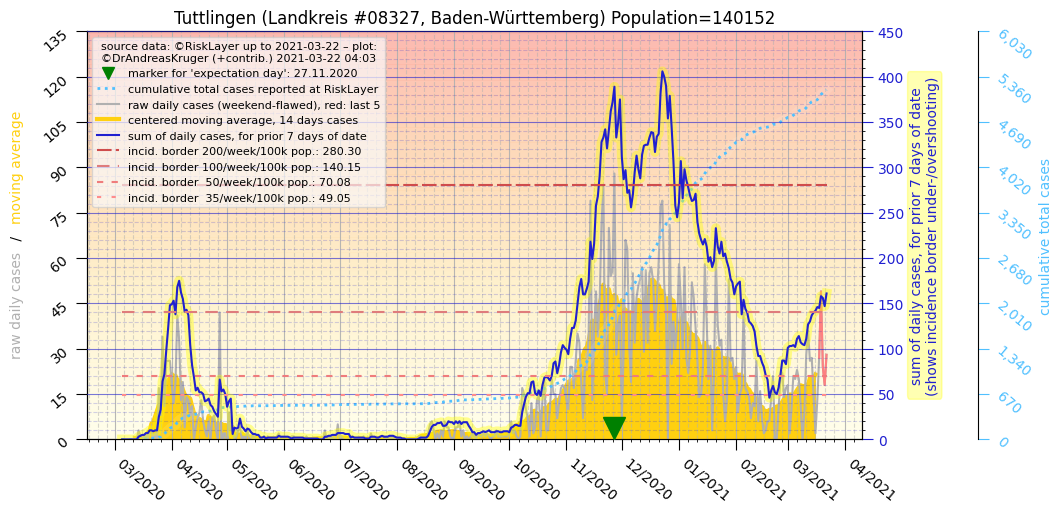 Tuttlingen (Landkreis #08327, Baden-Württemberg) Population=140152
source data: ©RiskLayer up to 2021-03-22 – plot:
©DrAndreasKruger (+contrib.) 2021-03-22 04:03
marker for 'expectation day': 27.11.2020
cumulative total cases reported at RiskLayer
raw daily cases (weekend-flawed), red: last 5
centered moving average, 14 days cases
sum of daily cases, for prior 7 days of date
incid. border 200/week/100k pop.: 280.30
incid. border 100/week/100k pop.: 140.15
incid. border 50/week/100k pop.: 70.08
incid. border 35/week/100k pop.: 49.05
raw daily cases / moving average
135
120
105
90
75
60
45
30
15
0
03/2020
04/2020
05/2020
06/2020
07/2020
08/2020
09/2020
10/2020
11/2020
12/2020
01/2021
02/2021
03/2021
04/2021
450
400
350
300
250
200
150
100
50
0
sum of daily cases, for prior 7 days of date
(shows incidence border under-/overshooting)
6,030
5,360
4,690
4,020
3,350
2,680
2,010
1,340
670
0
cumulative total cases